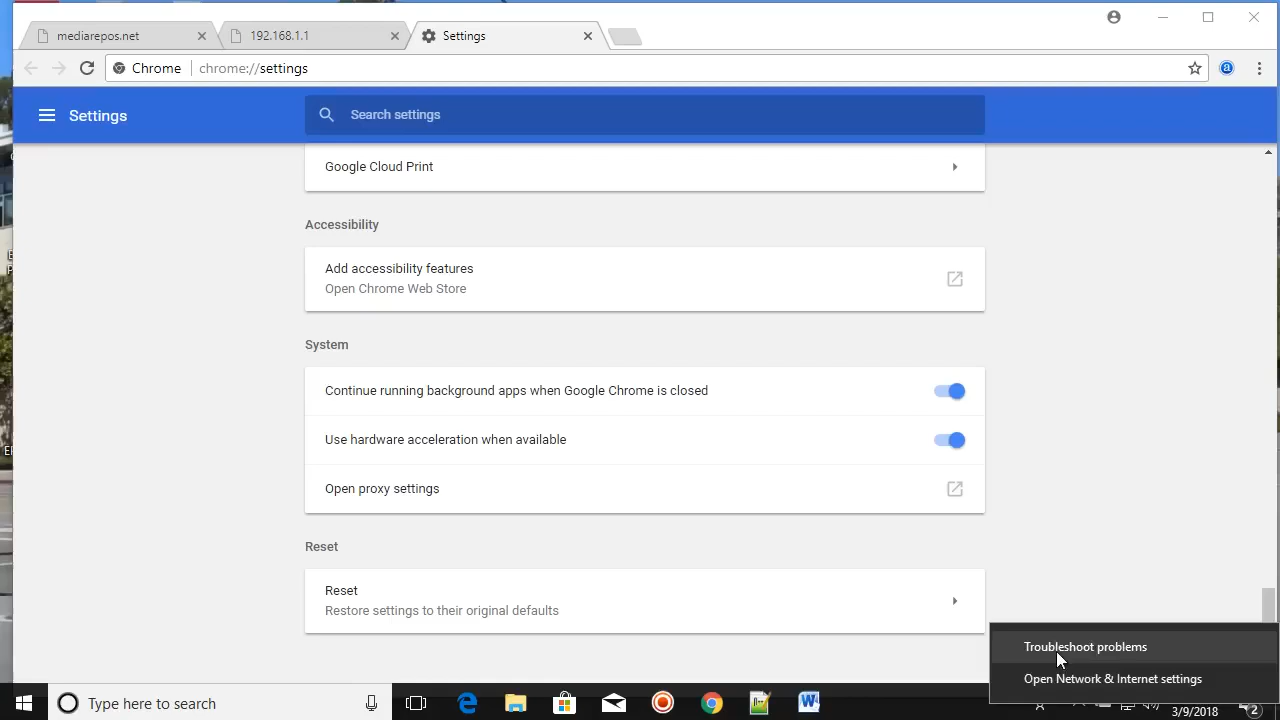 mediarepos.net
192.168.1.1
Settings
Chrome
chrome://settings
Settings
Search settings
Google Cloud Print
Accessibility
Add accessibility features
Open Chrome Web Store
System
Continue running background apps when Google Chrome is closed
Use hardware acceleration when available
Open proxy settings
Reset
Reset
Restore settings to their original defaults
Troubleshoot problems
Open Network & Internet settings
Type here to search
3/9/2018
2